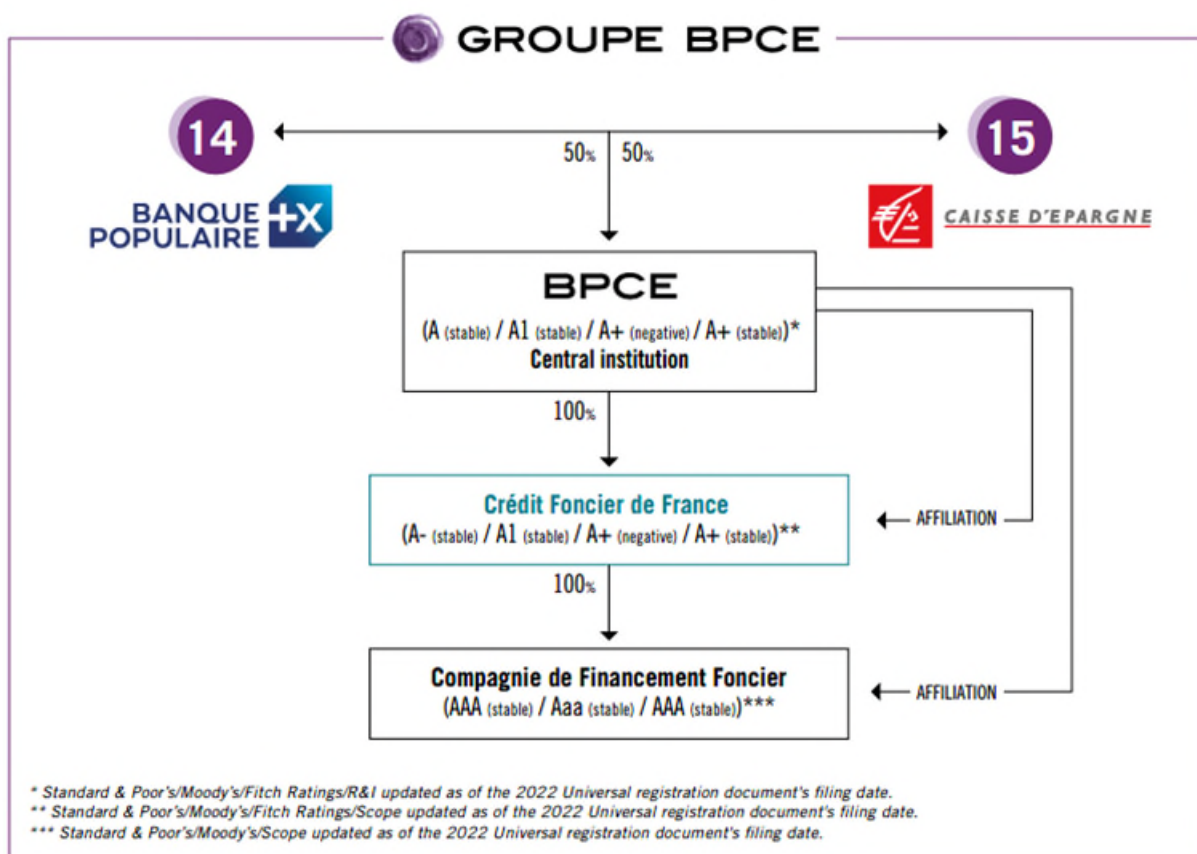 GROUPE BPCE
14
15
50% 50%
BANQUE
POPULAIRE
+X
CAISSE D'EPARGNE
BPCE
(A (stable) / A1 (stable) / A+ (negative) / A+ (stable))*
Central institution
100%
Crédit Foncier de France
(A- (stable) / A1 (stable) / A+ (negative) / A+ (stable))**
AFFILIATION
100%
Compagnie de Financement Foncier
(AAA (stable) / Aaa (stable) / AAA (stable))***
AFFILIATION
* Standard & Poor's/Moody's/Fitch Ratings/R&I updated as of the 2022 Universal registration document's filing date.
** Standard & Poor's/Moody's/Fitch Ratings/Scope updated as of the 2022 Universal registration document's filing date.
*** Standard & Poor's/Moody's/Scope updated as of the 2022 Universal registration document's filing date.